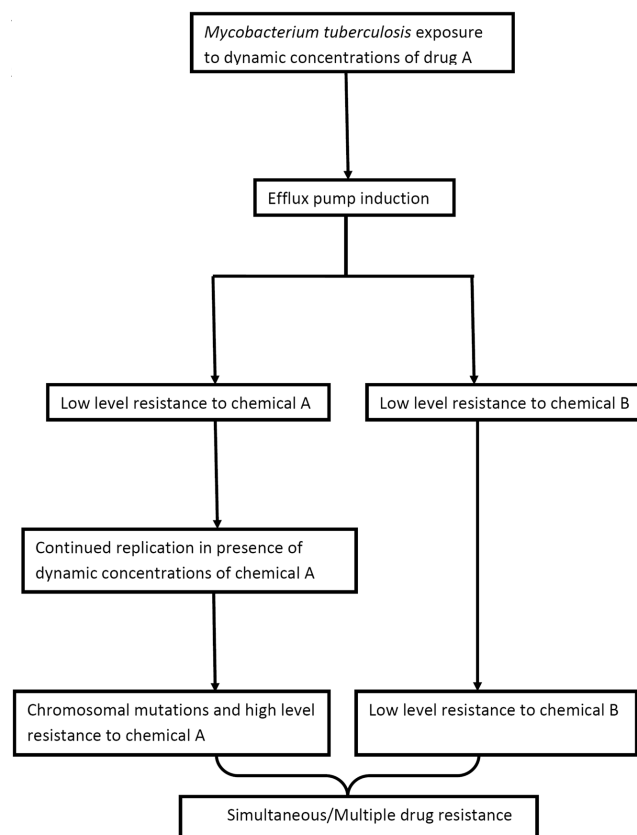 Mycobacterium tuberculosis exposure
to dynamic concentrations of drug A
Efflux pump induction
Low level resistance to chemical A
Low level resistance to chemical B
Continued replication in presence of
dynamic concentrations of chemical A
Chromosomal mutations and high level
resistance to chemical A
Low level resistance to chemical B
Simultaneous/Multiple drug resistance